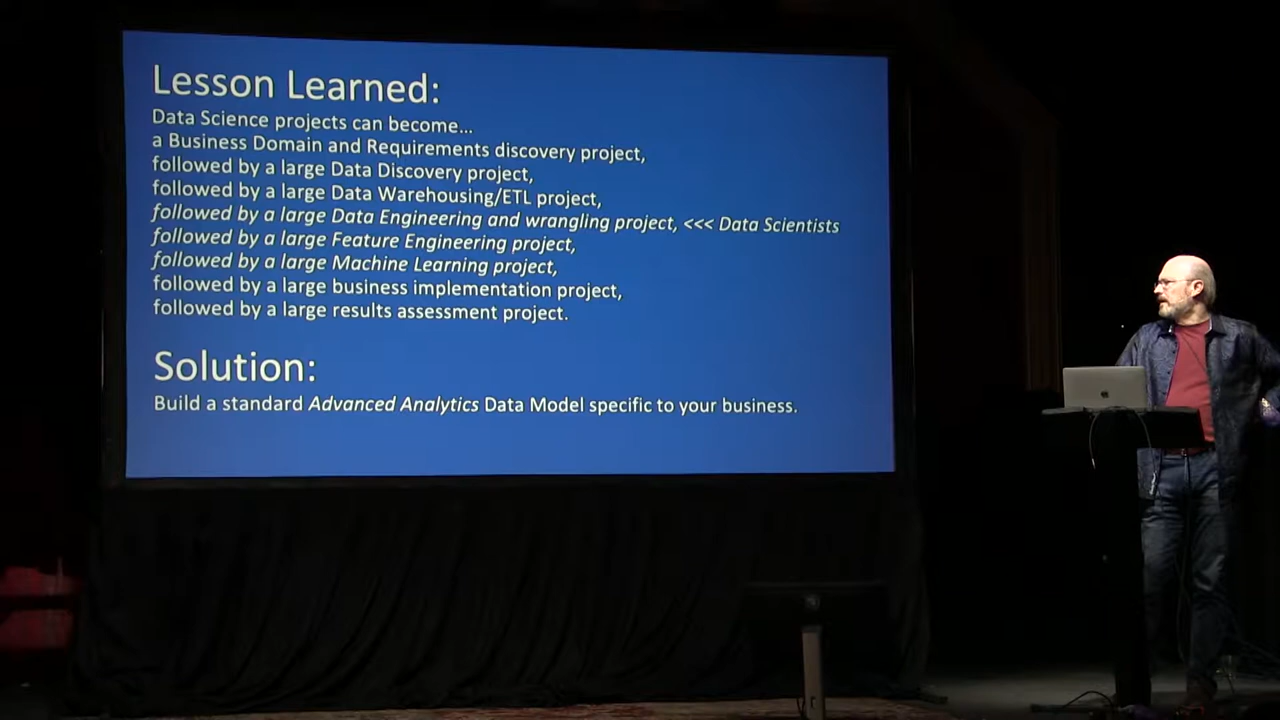 Lesson Learned:
Data Science projects can become...
a Business Domain and Requirements discovery project,
followed by a large Data Discovery project,
followed by a large Data Warehousing/ETL project,
followed by a large Data Engineering and wrangling project, <<< Data Scientists
followed by a large Feature Engineering project,
followed by a large Machine Learning project,
followed by a large business implementation project,
followed by a large results assessment project.
Solution:
Build a standard Advanced Analytics Data Model specific to your business.